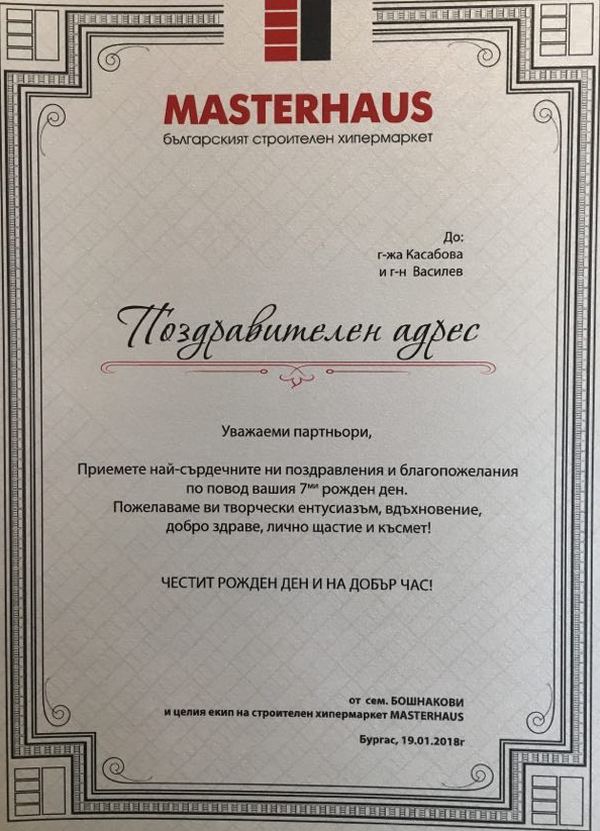 MASTERHAUS
българският строителен хипермаркет
До:
г-жа Касабова
и г-н Василев
Поздравителен адрес
Уважаеми партньори,
Приемете най-сърдечните ни поздравления и благопожелания
по повод вашия 7ми рожден ден.
Пожелаваме ви творчески ентусиазъм, вдъхновение,
добро здраве, лично щастие и късмет!
ЧЕСТИТ РОЖДЕН ДЕН И НА ДОБЪР ЧАС!
от сем. БОШНАКОВИ
и целия екип на строителен хипермаркет MASTERHAUS
Бургас, 19.01.2018г